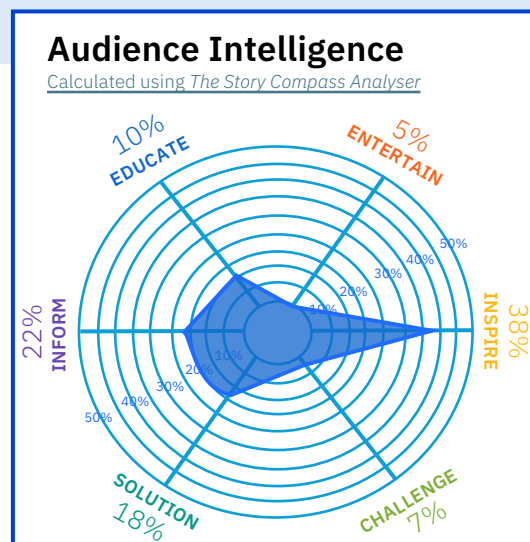 Audience Intelligence
Calculated using The Story Compass Analyser
10%
EDUCATE
5%
ENTERTAIN
50%
40%
30%
20%
10%
22%
INFORM
38%
INSPIRE
10%
20%
30%
40%
50%
SOLUTION
18%
CHALLENGE
7%